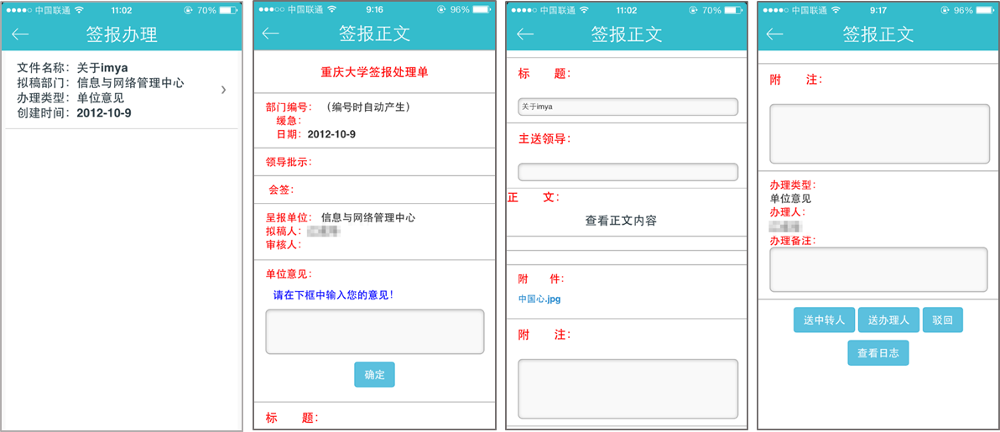 中国联通 11:02 70%
签报办理
文件名称：关于imya
拟稿部门：信息与网络管理中心
办理类型：单位意见
创建时间：2012-10-9
中国联通 9:16 96%
签报正文
重庆大学签报处理单
部门编号： （编号时自动产生）
缓急：
日期：2012-10-9
领导批示：
会签：
呈报单位： 信息与网络管理中心
拟稿人：
审核人：
单位意见：
请在下框中输入您的意见！
确定
标 题：
中国联通 11:02 70%
签报正文
标 题：
关于imya
主送领导：
正 文：
查看正文内容
附 件：
中国心.jpg
附 注：
中国联通 9:17 96%
签报正文
附 注：
办理类型：
单位意见
办理人：
办理备注：
送中转人 送办理人 驳回
查看日志